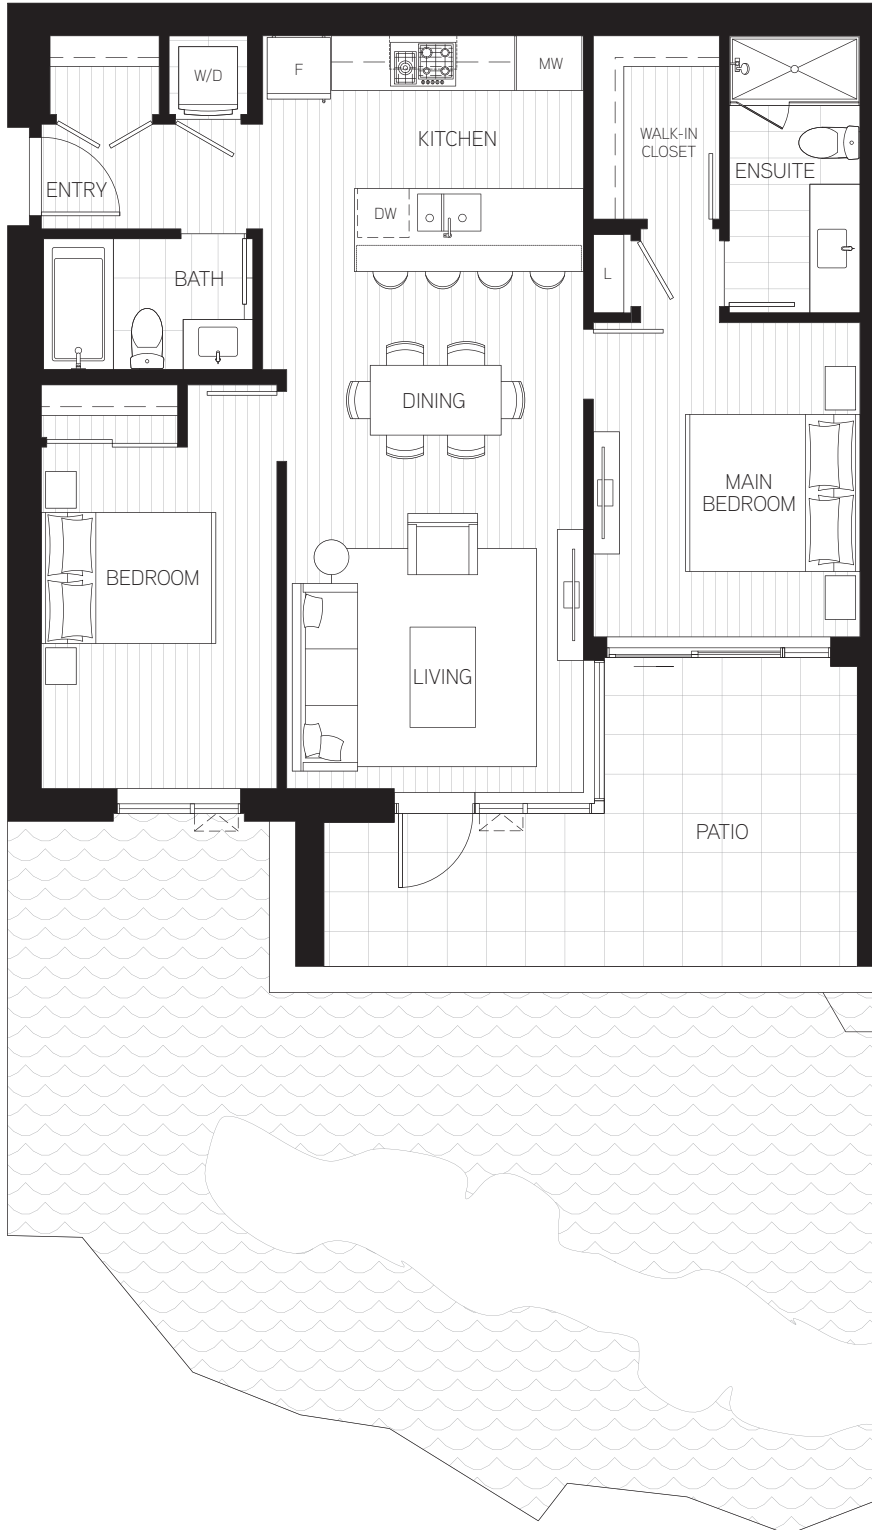 W/D
F
MW
KITCHEN
WALK-IN
CLOSET
ENSUITE
ENTRY
DW
BATH
L
DINING
MAIN
BEDROOM
BEDROOM
LIVING
PATIO